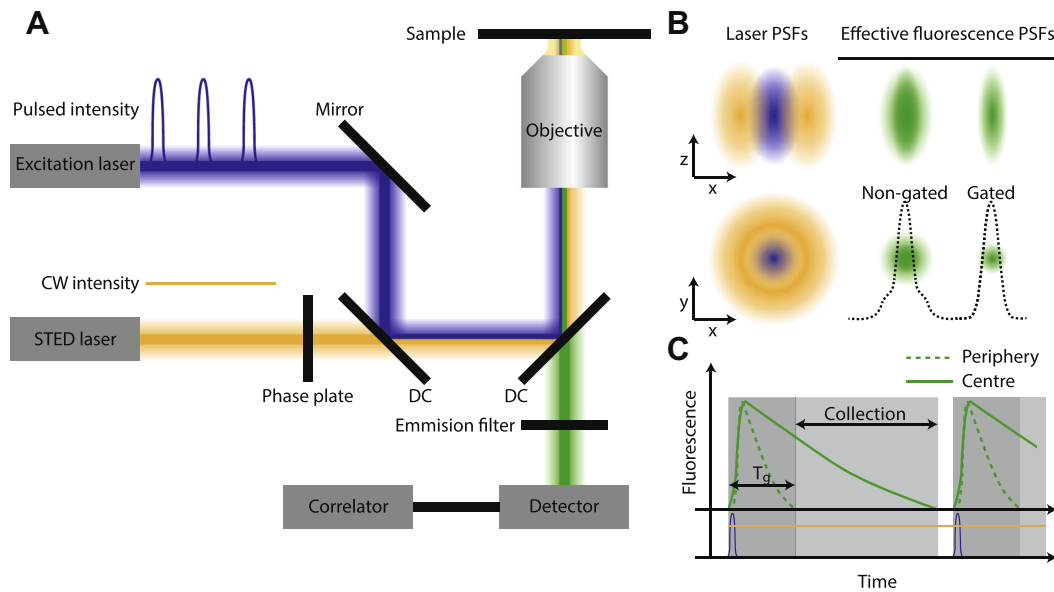 A
Sample
Pulsed intensity
Mirror
Excitation laser
Objective
CW intensity
STED laser
Phase plate
DC
DC
Emmision filter
Correlator
Detector
B
Laser PSFs
Effective fluorescence PSFs
z
x
Non-gated
Gated
y
x
C
Periphery
Centre
Fluorescence
Collection
Tg
Time